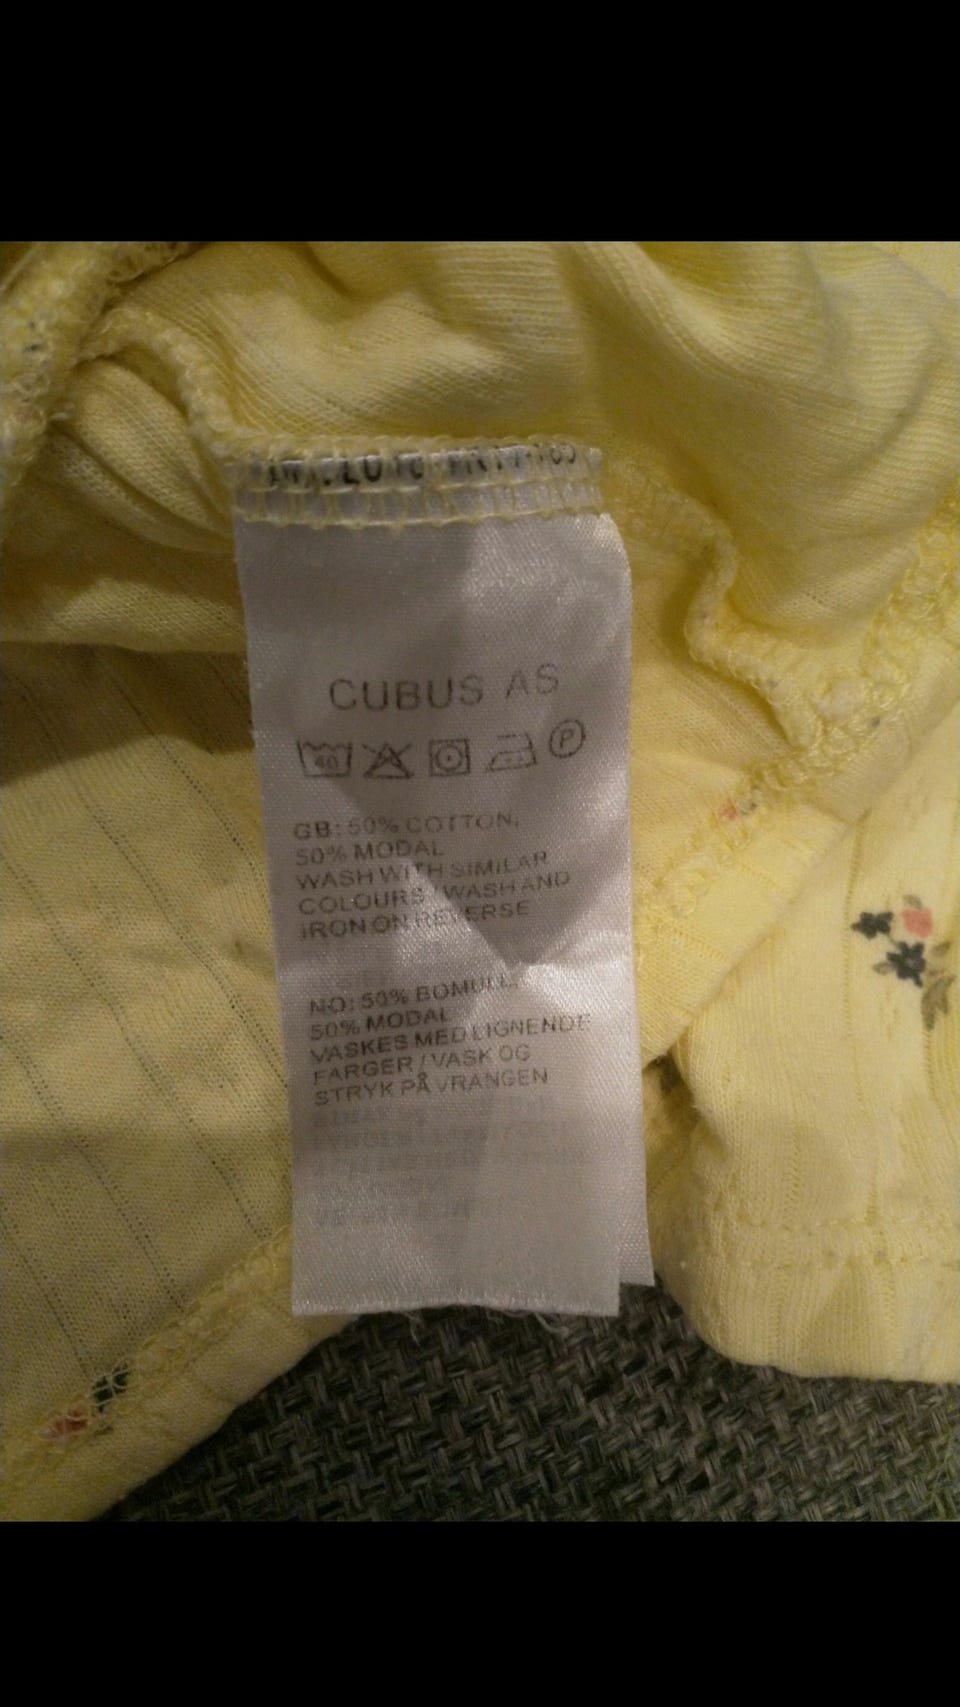 CUBUS AS
40 P
GB: 50% COTTON,
50% MODAL
WASH WITH SIMILAR
COLOURS / WASH AND
IRON ON REVERSE
NO: 50% BOMULL,
50% MODAL
VASKES MED LIGNENDE
FARGER / VASK OG
STRYK PÅ VRANGEN